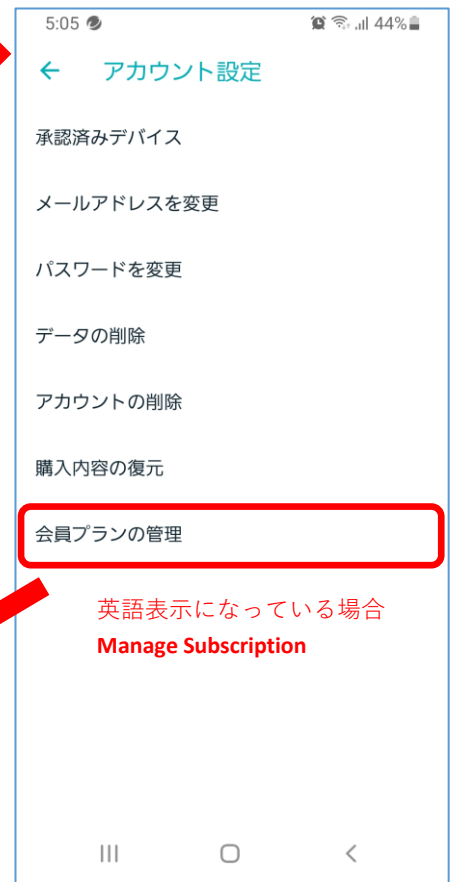 5:05 44%
← アカウント設定
承認済みデバイス
メールアドレスを変更
パスワードを変更
データの削除
アカウントの削除
購入内容の復元
会員プランの管理
英語表示になっている場合
Manage Subscription